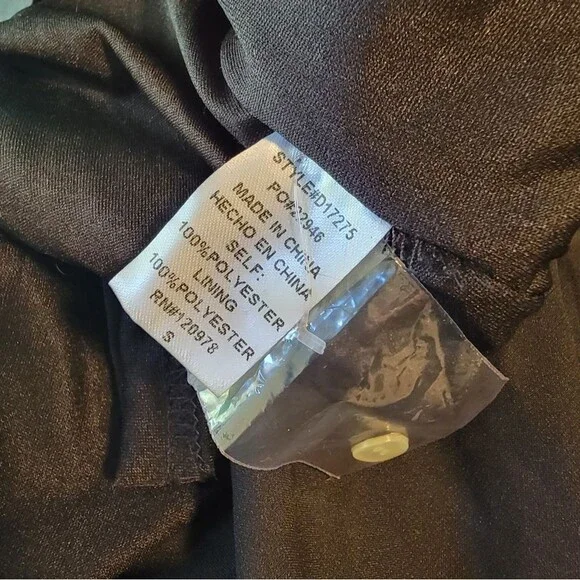 STYLE#D17275
PO#22946
MADE IN CHINA
HECHO EN CHINA
100%POLYESTER
SELF:
100%POLYESTER
LINING
RN#120978
S